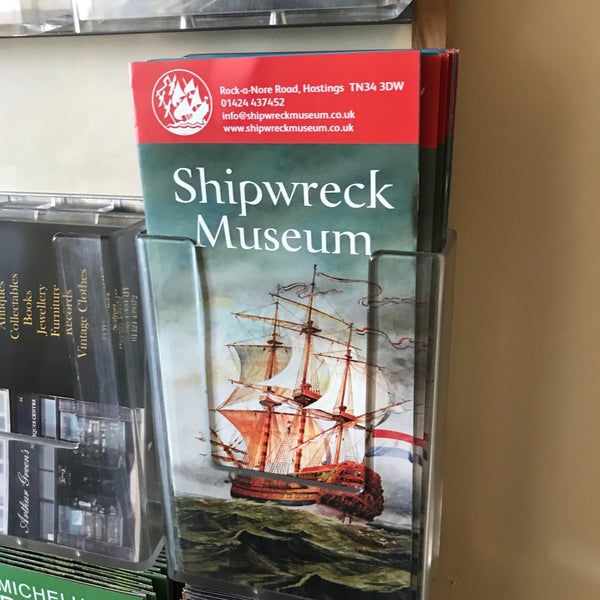 Rock-a-Nore Road, Hastings TN34 3DW
01424 437452
info@shipwreckmuseum.co.uk
www.shipwreckmuseum.co.uk
Shipwreck
Museum
Antiques
Collectables
Books
Jewellery
Furniture
Records
Vintage Clothes
Arthur Green's